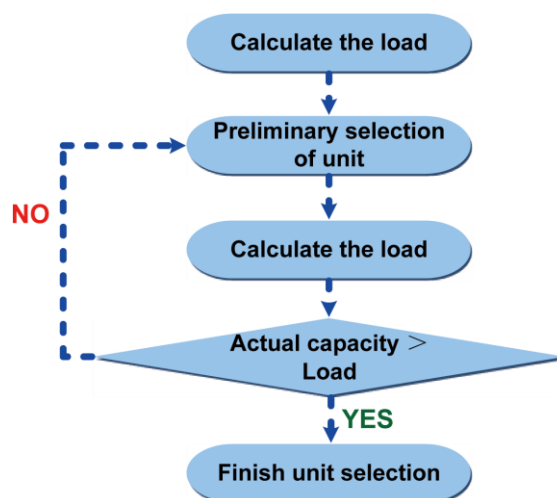 Calculate the load
Preliminary selection
of unit
NO
Calculate the load
Actual capacity ＞
Load
YES
Finish unit selection